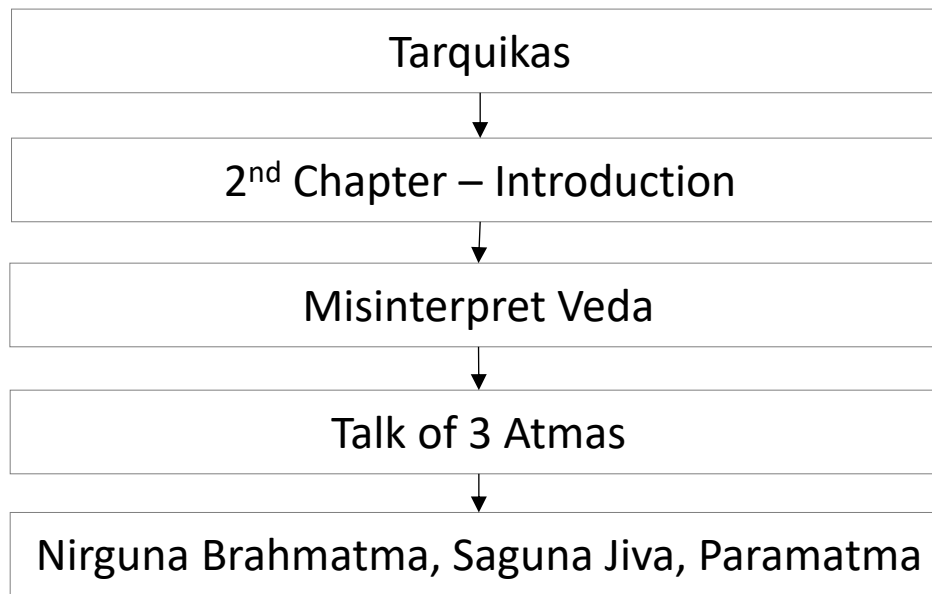 Tarquikas
2nd Chapter – Introduction
Misinterpret Veda
Talk of 3 Atmas
Nirguna Brahmatma, Saguna Jiva, Paramatma